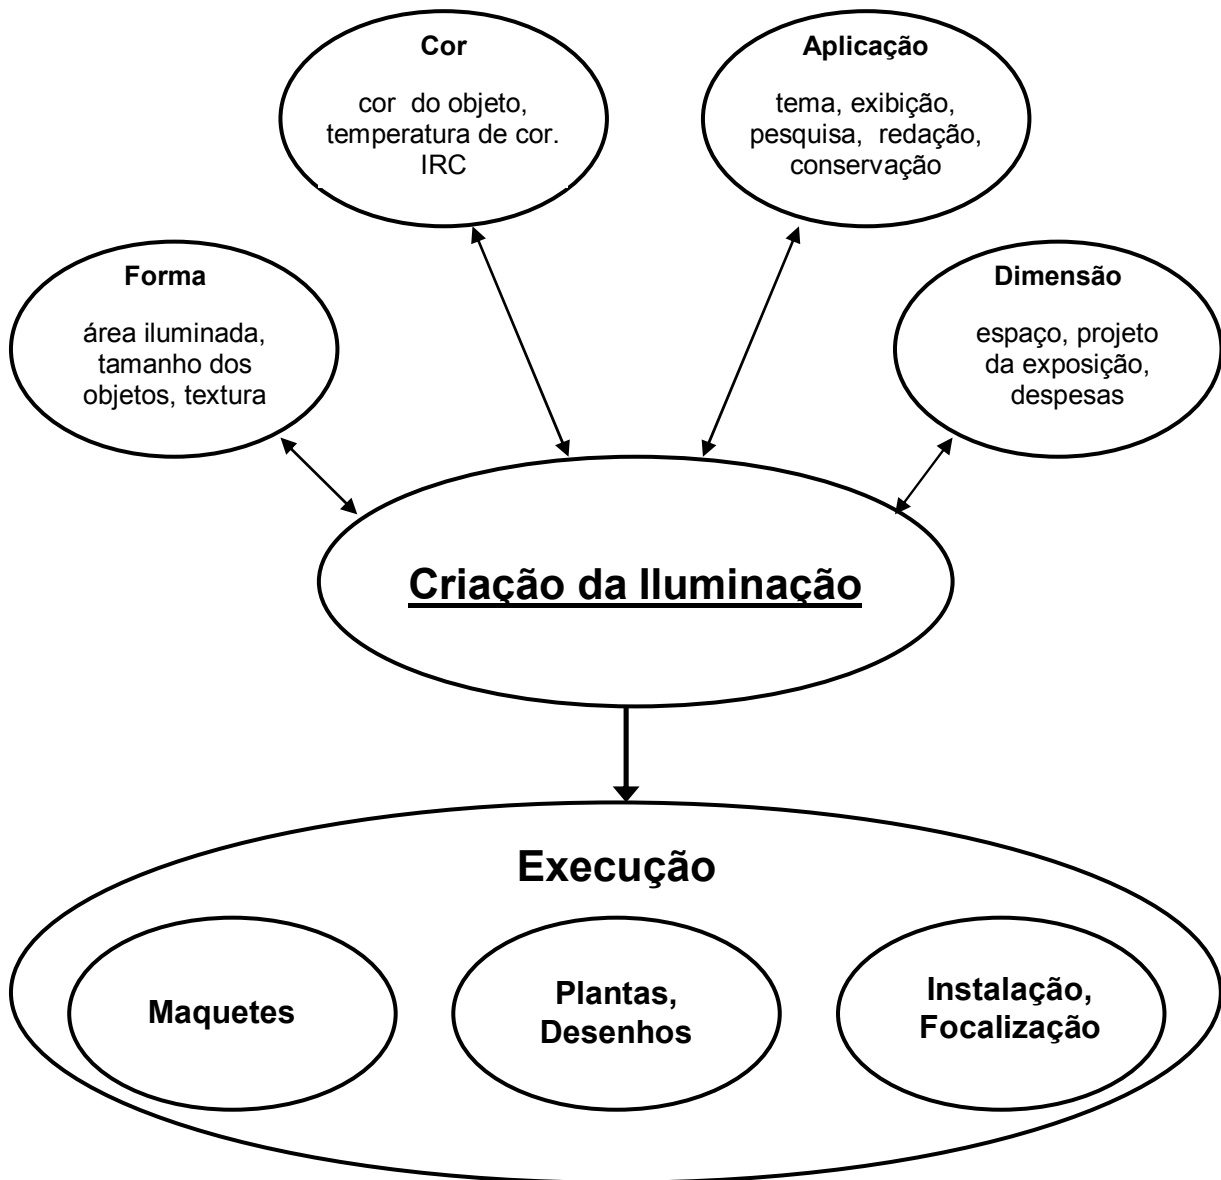 Cor
cor do objeto,
temperatura de cor.
IRC
Aplicação
tema, exibição,
pesquisa, redação,
conservação
Forma
área iluminada,
tamanho dos
objetos, textura
Dimensão
espaço, projeto
da exposição,
despesas
Criação da Iluminação
Execução
Maquetes
Plantas,
Desenhos
Instalação,
Focalização